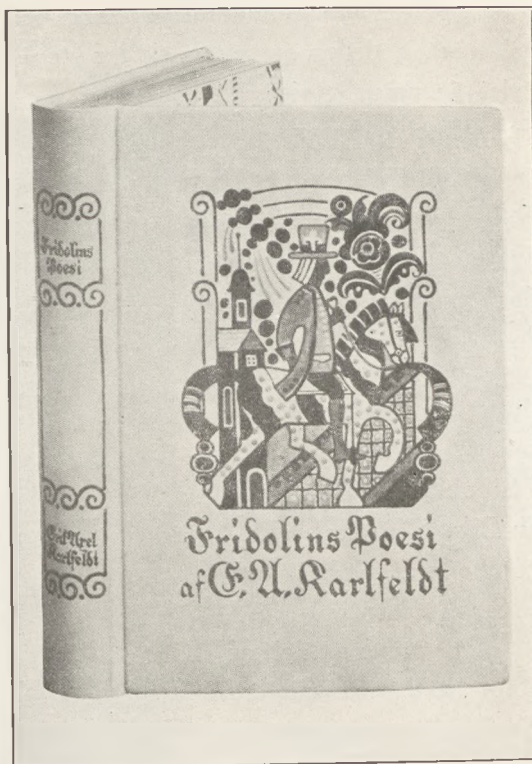 Fridolins
Poesi
Erik Axel
Karlfeldt
Fridolins Poesi
af E. A. Karlfeldt